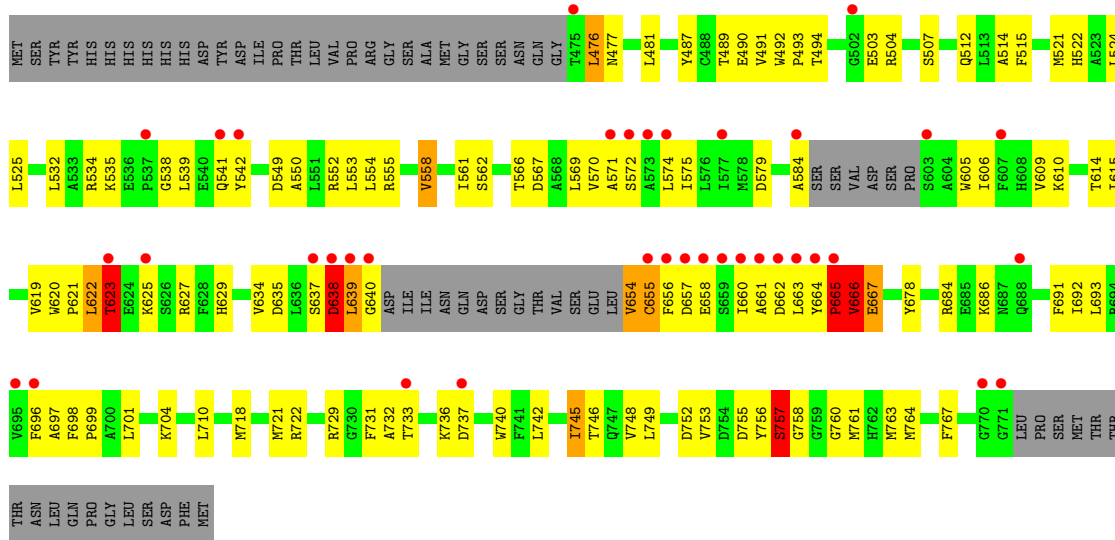 MET SER TYR TYR HIS HIS HIS HIS HIS HIS ASP TYR ASP ILE PRO THR LEU VAL PRO ARG GLY SER ALA MET GLY SER SER ASN GLN GLY T475 L476 N477 L481 Y487 C488 T489 E490 V491 W492 P493 T494 G502 E503 R504 S507 Q512 L513 A514 F515 M521 H522 A523 L524
L525 L532 A533 R534 K535 E536 P537 G538 L539 E540 Q541 Y542 D549 A550 L551 R552 L553 L554 R555 V558 I561 S562 T566 D567 A568 L569 V570 A571 S572 A573 L574 I575 L576 I577 M578 D579 A584 SER SER VAL ASP SER PRO S603 A604 W605 I606 F607 H608 V609 K610 T614 I615
V619 W620 P621 L622 T623 E624 K625 S626 R627 F628 H629 V634 D635 L636 S637 D638 L639 G640 ASP ILE ILE ASN GLN ASP SER GLY THR VAL SER GLU LEU V654 C655 F656 D657 E658 S659 I660 A661 D662 L663 Y664 P665 V666 E667 Y678 R684 E685 K686 N687 Q688 F691 I692 L693 R694
V695 F696 A697 F698 P699 A700 L701 K704 L710 M718 M721 R722 R729 G730 F731 A732 T733 K736 D737 W740 F741 L742 I745 T746 Q747 V748 L749 D752 V753 D754 D755 Y756 S757 G758 G759 G760 M761 H762 M763 M764 F767 G770 G771 LEU PRO SER MET THR THR
THR ASN LEU GLN PRO GLY LEU SER ASP PHE MET